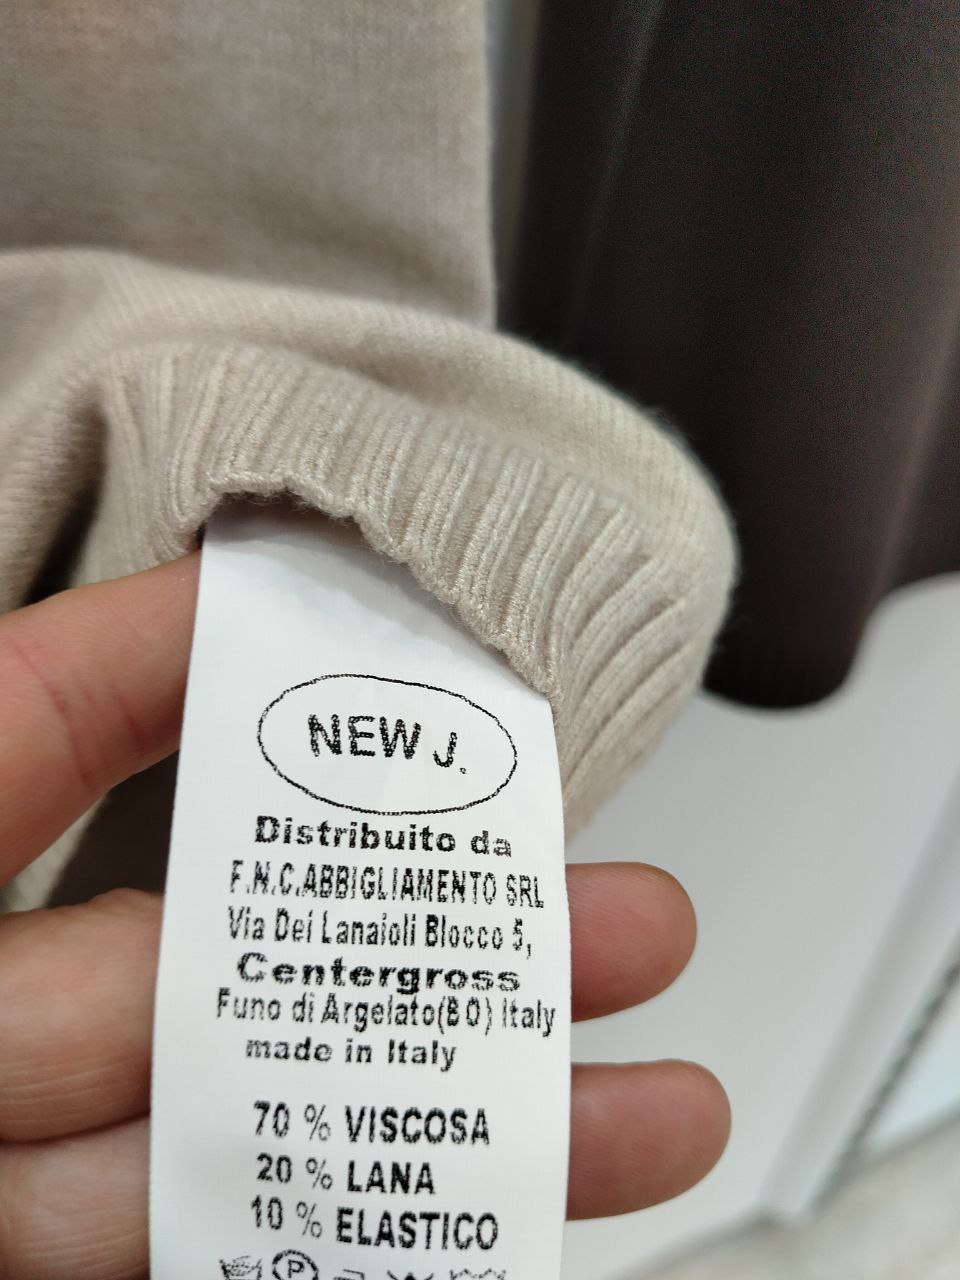 NEW J.
Distribuito da
F.N.C.ABBIGLIAMENTO SRL
Via Dei Lanaioli Blocco 5,
Centergross
Funo di Argelato(BO) Italy
made in Italy
70 % VISCOSA
20 % LANA
10 % ELASTICO
P